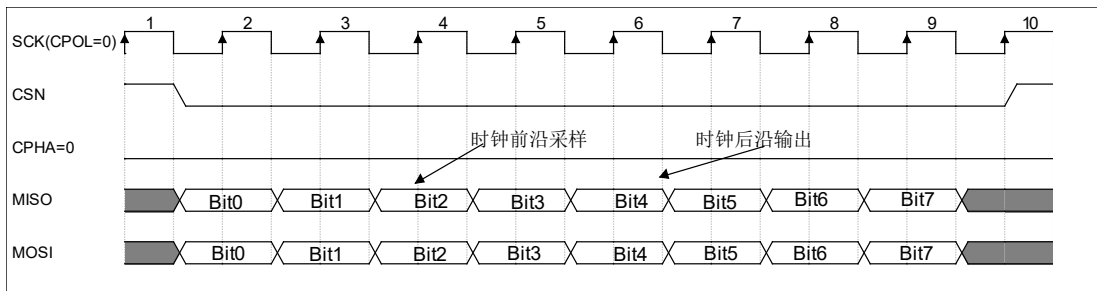 1 2 3 4 5 6 7 8 9 10
SCK(CPOL=0)
CSN
时钟前沿采样 时钟后沿输出
CPHA=0
MISO Bit0 Bit1 Bit2 Bit3 Bit4 Bit5 Bit6 Bit7
MOSI Bit0 Bit1 Bit2 Bit3 Bit4 Bit5 Bit6 Bit7